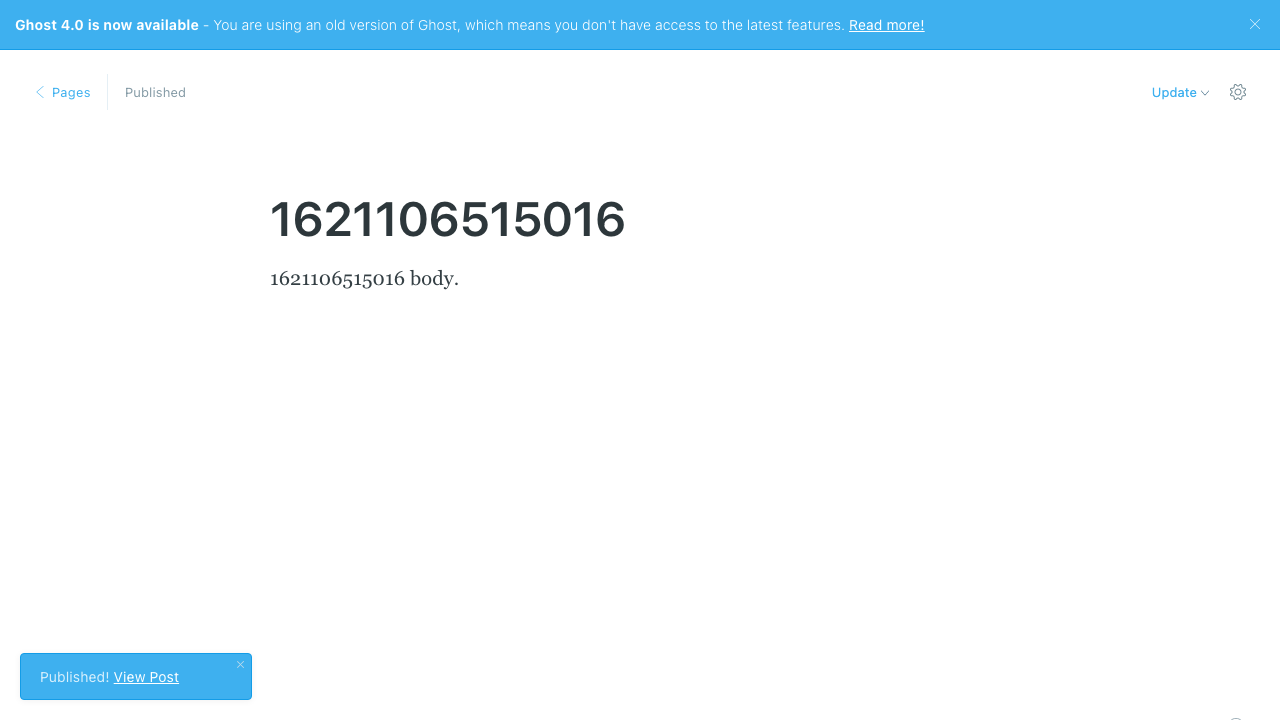 Ghost 4.0 is now available - You are using an old version of Ghost, which means you don't have access to the latest features. Read more!
Pages
Published
Update
1621106515016
1621106515016 body.
Published! View Post